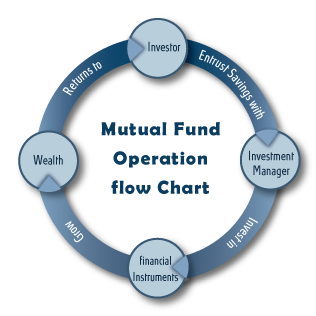 Investor
Entrust Savings with
Investment
Manager
Invest in
financial
Instruments
Grow
Wealth
Returns to
Mutual Fund
Operation
flow Chart